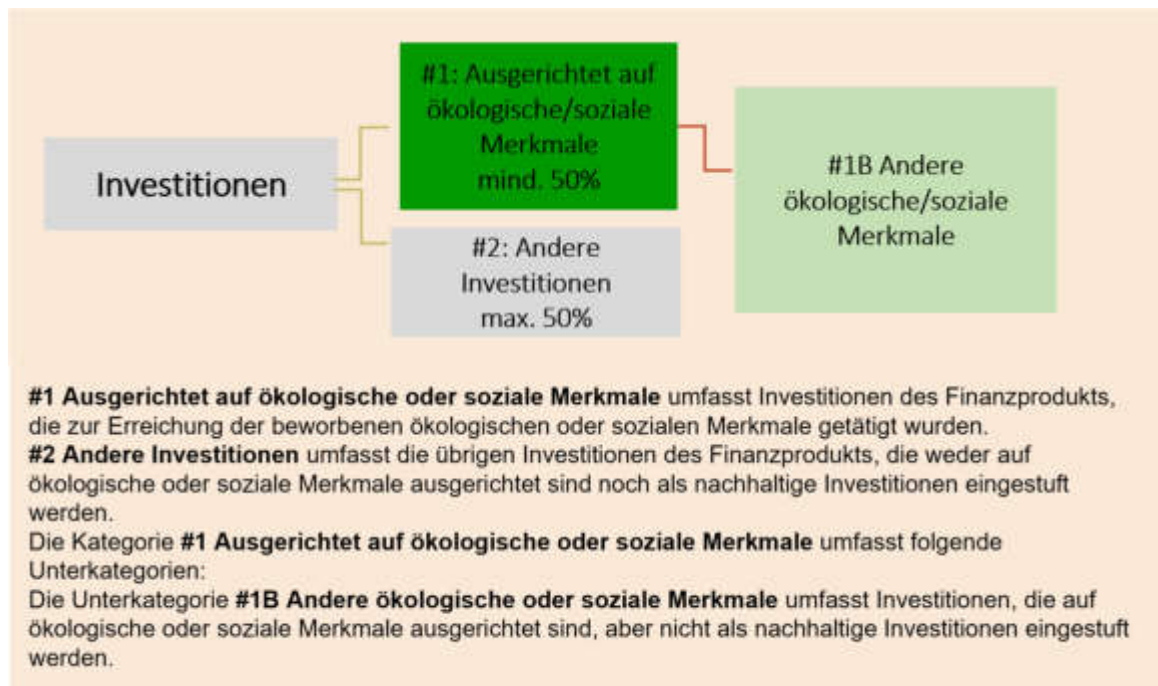 Investitionen
#1: Ausgerichtet auf
ökologische/soziale
Merkmale
mind. 50%
#2: Andere
Investitionen
max. 50%
#1B Andere
ökologische/soziale
Merkmale
#1 Ausgerichtet auf ökologische oder soziale Merkmale umfasst Investitionen des Finanzprodukts,
die zur Erreichung der beworbenen ökologischen oder sozialen Merkmale getätigt wurden.
#2 Andere Investitionen umfasst die übrigen Investitionen des Finanzprodukts, die weder auf
ökologische oder soziale Merkmale ausgerichtet sind noch als nachhaltige Investitionen eingestuft
werden.
Die Kategorie #1 Ausgerichtet auf ökologische oder soziale Merkmale umfasst folgende
Unterkategorien:
Die Unterkategorie #1B Andere ökologische oder soziale Merkmale umfasst Investitionen, die auf
ökologische oder soziale Merkmale ausgerichtet sind, aber nicht als nachhaltige Investitionen eingestuft
werden.